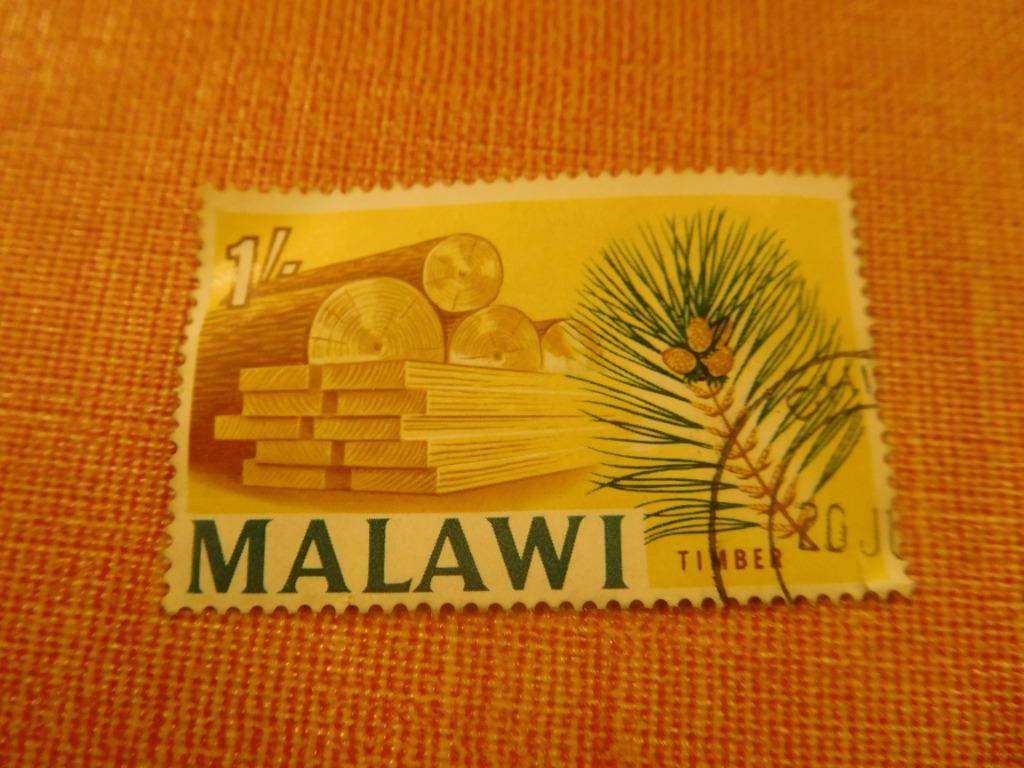 1/-
MALAWI
TIMBER
20 JU